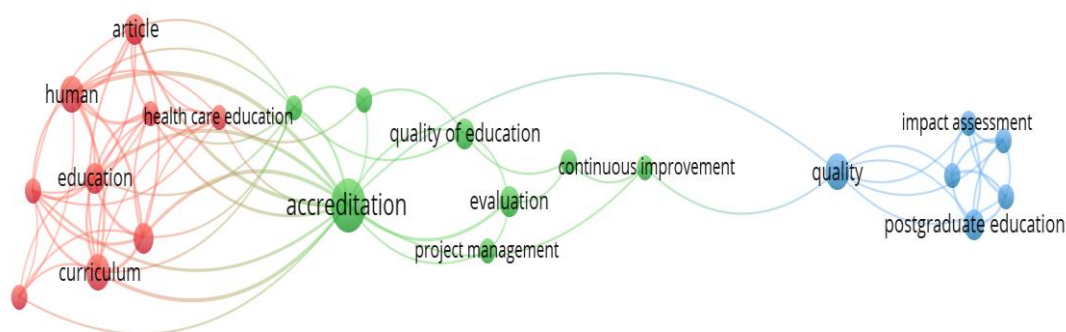 article
human
health care education
education
curriculum
accreditation
quality of education
evaluation
project management
continuous improvement
quality
impact assessment
postgraduate education